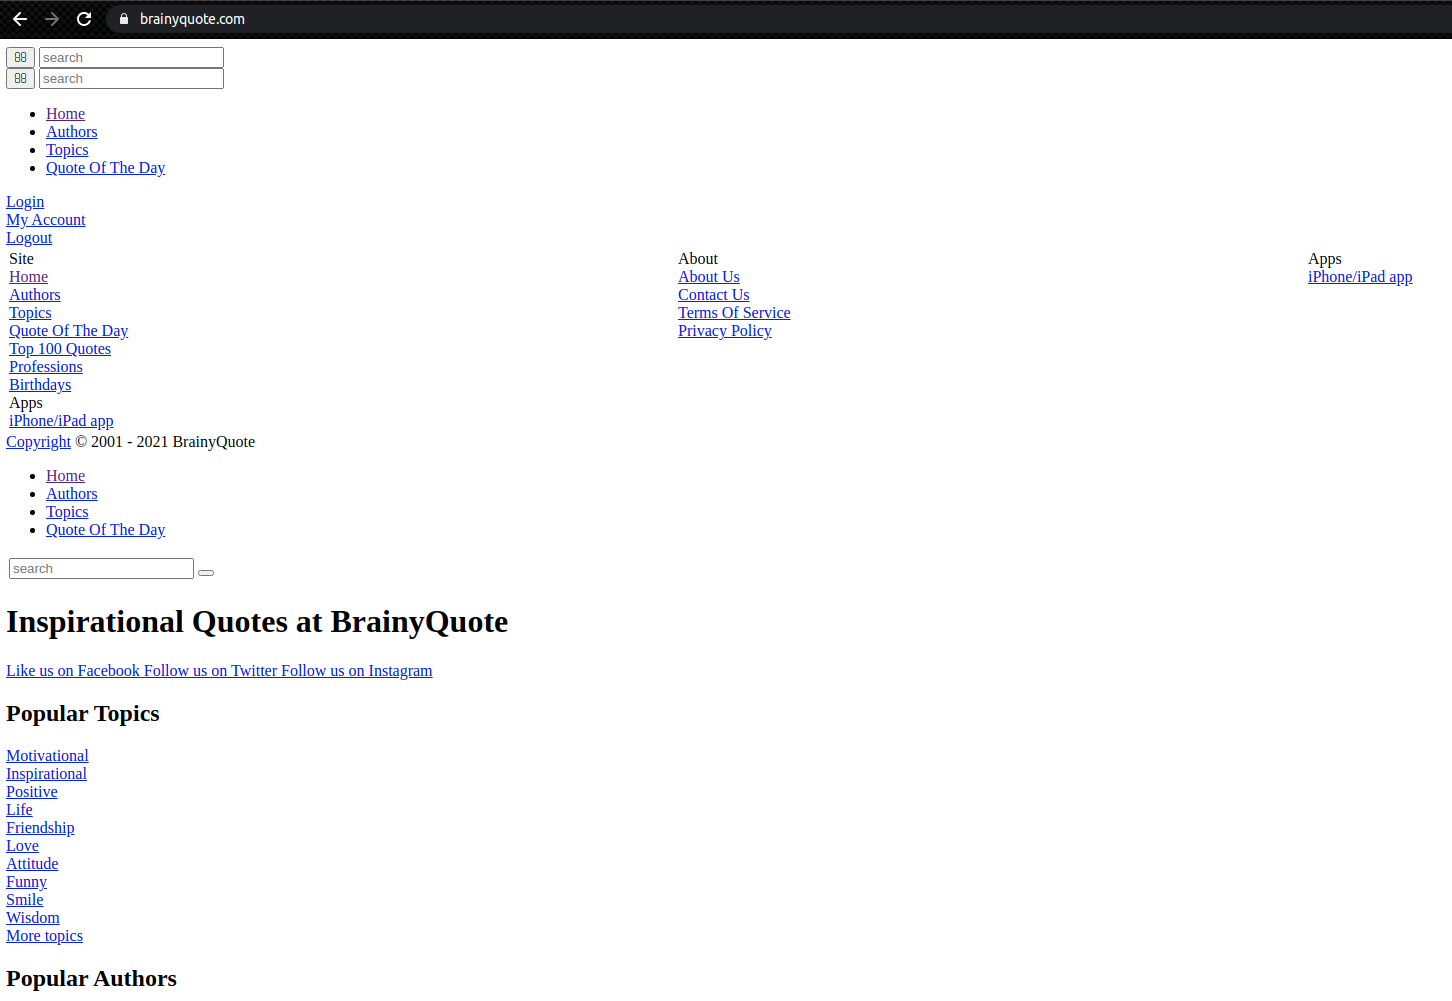 brainyquote.com
search
search
Home
Authors
Topics
Quote Of The Day
Login
My Account
Logout
Site
Home
Authors
Topics
Quote Of The Day
Top 100 Quotes
Professions
Birthdays
Apps
iPhone/iPad app
About
About Us
Contact Us
Terms Of Service
Privacy Policy
Apps
iPhone/iPad app
Copyright © 2001 - 2021 BrainyQuote
Home
Authors
Topics
Quote Of The Day
search
Inspirational Quotes at BrainyQuote
Like us on Facebook Follow us on Twitter Follow us on Instagram
Popular Topics
Motivational
Inspirational
Positive
Life
Friendship
Love
Attitude
Funny
Smile
Wisdom
More topics
Popular Authors